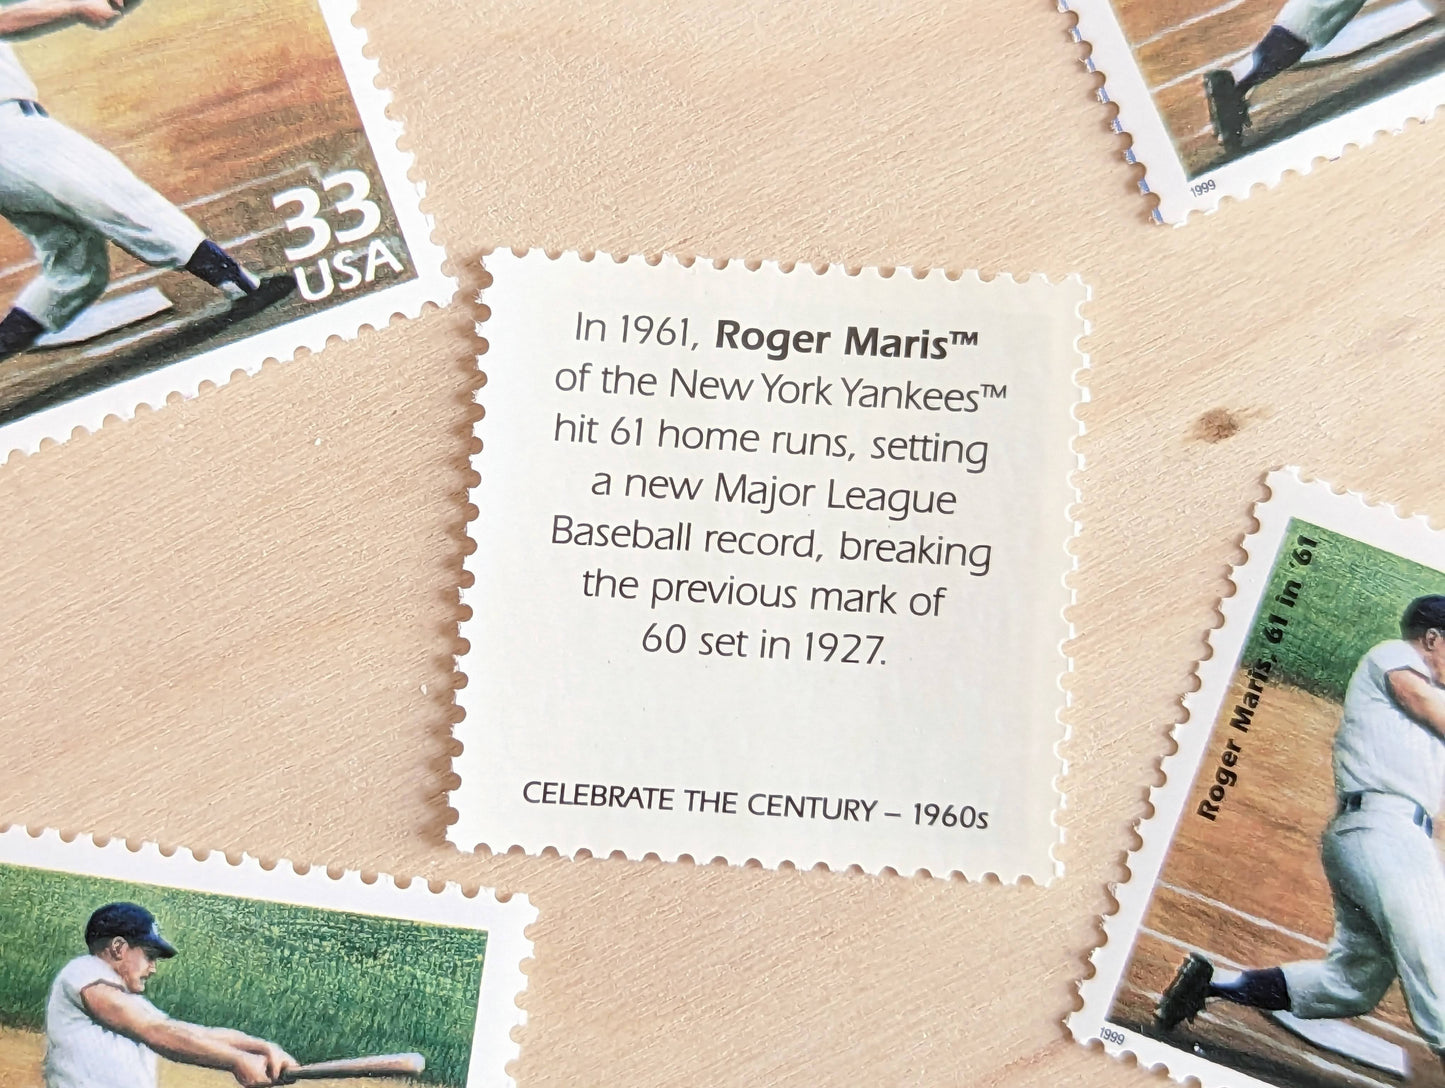 33
USA
1999
In 1961, Roger Maris™
of the New York Yankees™
hit 61 home runs, setting
a new Major League
Baseball record, breaking
the previous mark of
60 set in 1927.
CELEBRATE THE CENTURY – 1960s
Roger Maris, 61 in '61
1999